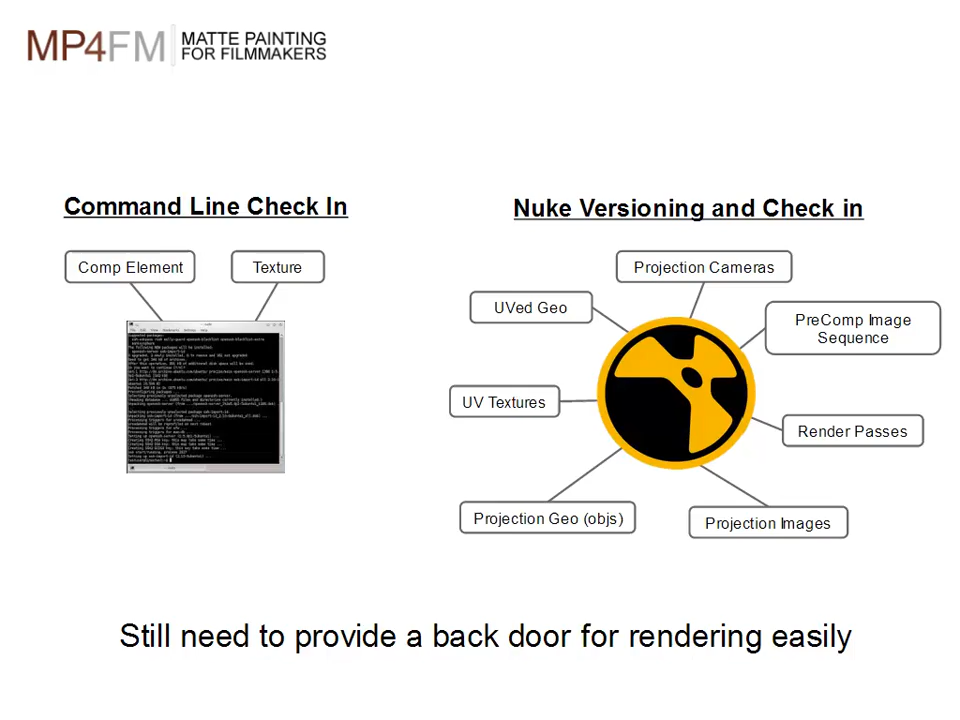 MP4FM
MATTE PAINTING
FOR FILMMAKERS
Command Line Check In
Nuke Versioning and Check in
Comp Element
Texture
Projection Cameras
UVed Geo
PreComp Image
Sequence
UV Textures
Render Passes
Projection Geo (objs)
Projection Images
Still need to provide a back door for rendering easily